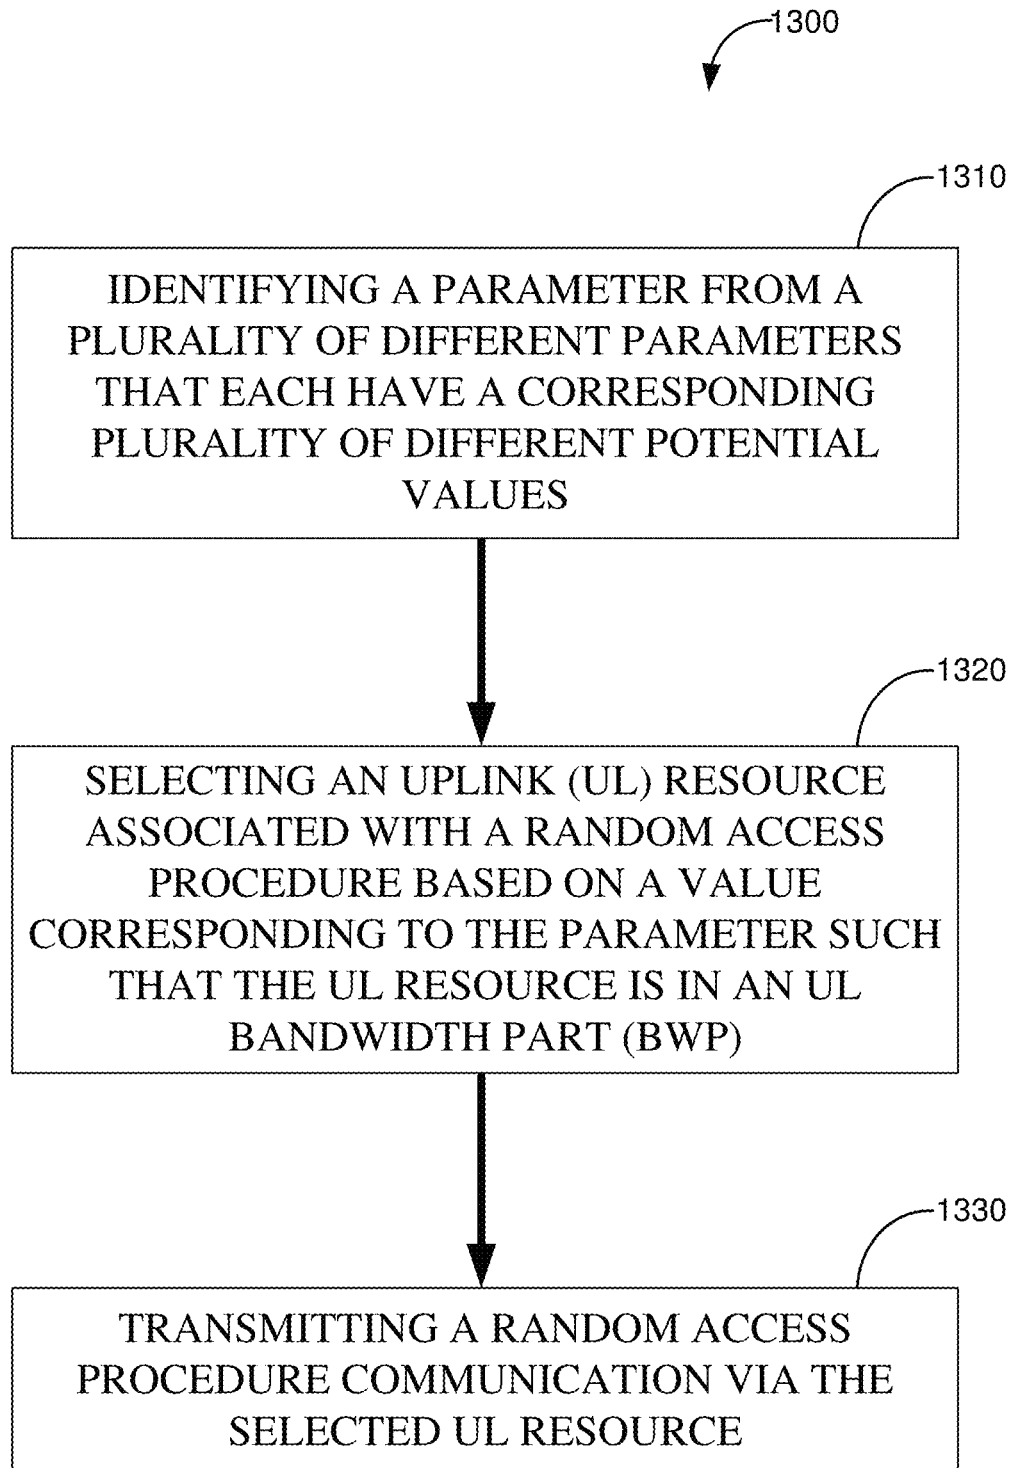 1300
1310
IDENTIFYING A PARAMETER FROM A
PLURALITY OF DIFFERENT PARAMETERS
THAT EACH HAVE A CORRESPONDING
PLURALITY OF DIFFERENT POTENTIAL
VALUES
1320
SELECTING AN UPLINK (UL) RESOURCE
ASSOCIATED WITH A RANDOM ACCESS
PROCEDURE BASED ON A VALUE
CORRESPONDING TO THE PARAMETER SUCH
THAT THE UL RESOURCE IS IN AN UL
BANDWIDTH PART (BWP)
1330
TRANSMITTING A RANDOM ACCESS
PROCEDURE COMMUNICATION VIA THE
SELECTED UL RESOURCE